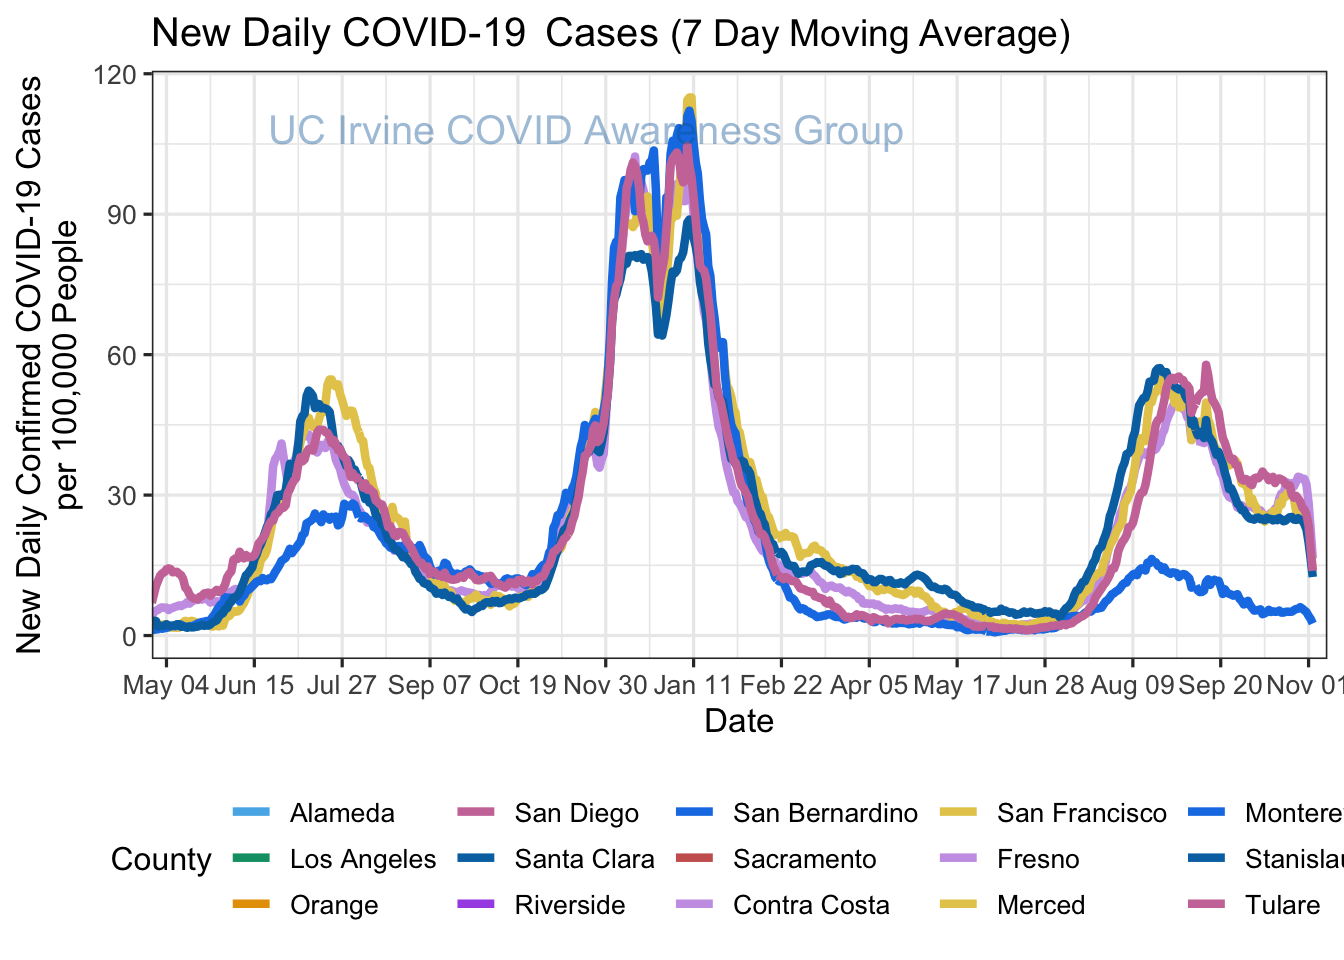 New Daily COVID-19 Cases (7 Day Moving Average)
New Daily Confirmed COVID-19 Cases
per 100,000 People
120
90
60
30
0
UC Irvine COVID Awareness Group
May 04 Jun 15 Jul 27 Sep 07 Oct 19 Nov 30 Jan 11 Feb 22 Apr 05 May 17 Jun 28 Aug 09 Sep 20 Nov 01
Date
Alameda San Diego San Bernardino San Francisco Montere
County Los Angeles Santa Clara Sacramento Fresno Stanislau
Orange Riverside Contra Costa Merced Tulare